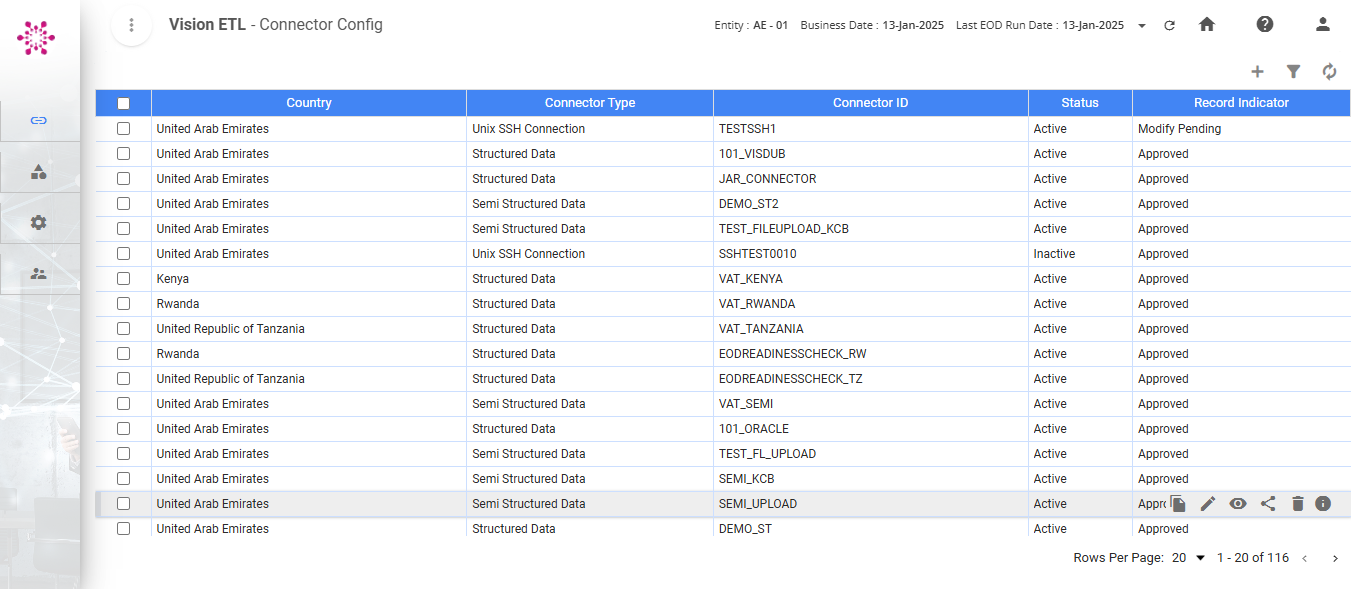 Vision ETL - Connector Config
Entity : AE - 01 Business Date : 13-Jan-2025 Last EOD Run Date : 13-Jan-2025
Country Connector Type Connector ID Status Record Indicator
United Arab Emirates Unix SSH Connection TESTSSH1 Active Modify Pending
United Arab Emirates Structured Data 101_VISDUB Active Approved
United Arab Emirates Structured Data JAR_CONNECTOR Active Approved
United Arab Emirates Semi Structured Data DEMO_ST2 Active Approved
United Arab Emirates Semi Structured Data TEST_FILEUPLOAD_KCB Active Approved
United Arab Emirates Unix SSH Connection SSHTEST0010 Inactive Approved
Kenya Structured Data VAT_KENYA Active Approved
Rwanda Structured Data VAT_RWANDA Active Approved
United Republic of Tanzania Structured Data VAT_TANZANIA Active Approved
Rwanda Structured Data EODREADINESSCHECK_RW Active Approved
United Republic of Tanzania Structured Data EODREADINESSCHECK_TZ Active Approved
United Arab Emirates Semi Structured Data VAT_SEMI Active Approved
United Arab Emirates Structured Data 101_ORACLE Active Approved
United Arab Emirates Semi Structured Data TEST_FL_UPLOAD Active Approved
United Arab Emirates Semi Structured Data SEMI_KCB Active Approved
United Arab Emirates Semi Structured Data SEMI_UPLOAD Active Appro
United Arab Emirates Structured Data DEMO_ST Active Approved
Rows Per Page: 20 1 - 20 of 116